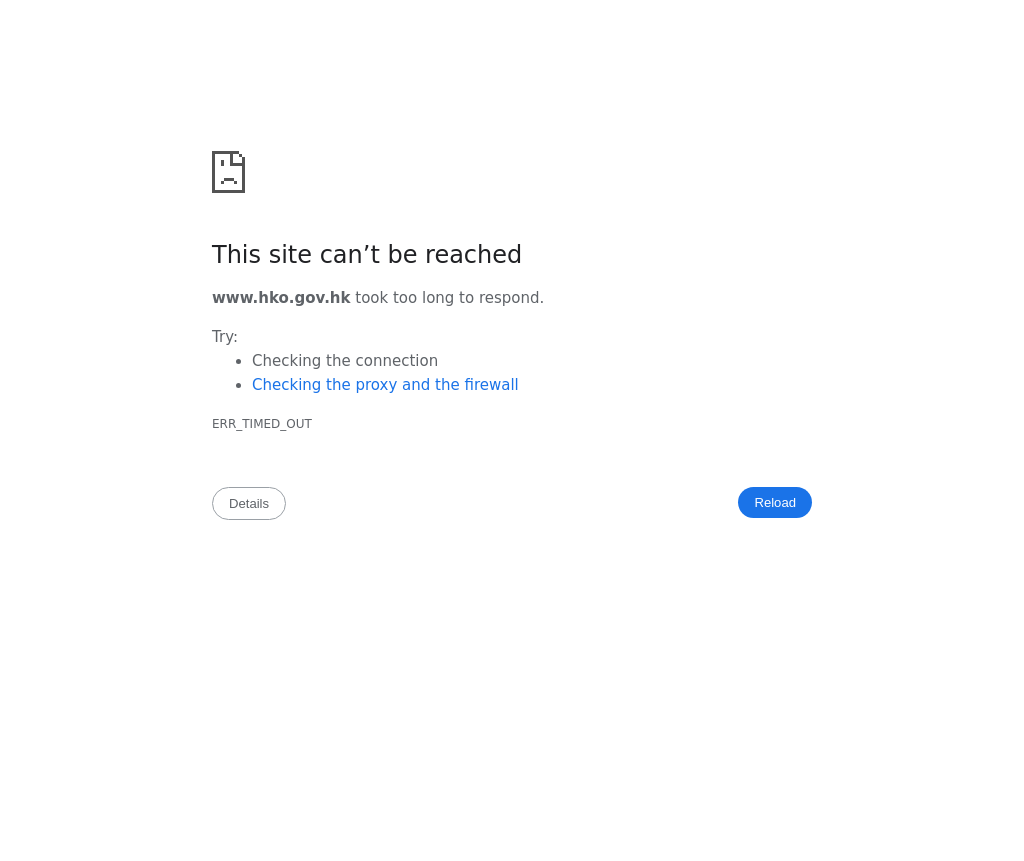 This site can’t be reached
www.hko.gov.hk took too long to respond.
Try:
Checking the connection
Checking the proxy and the firewall
ERR_TIMED_OUT
Details
Reload